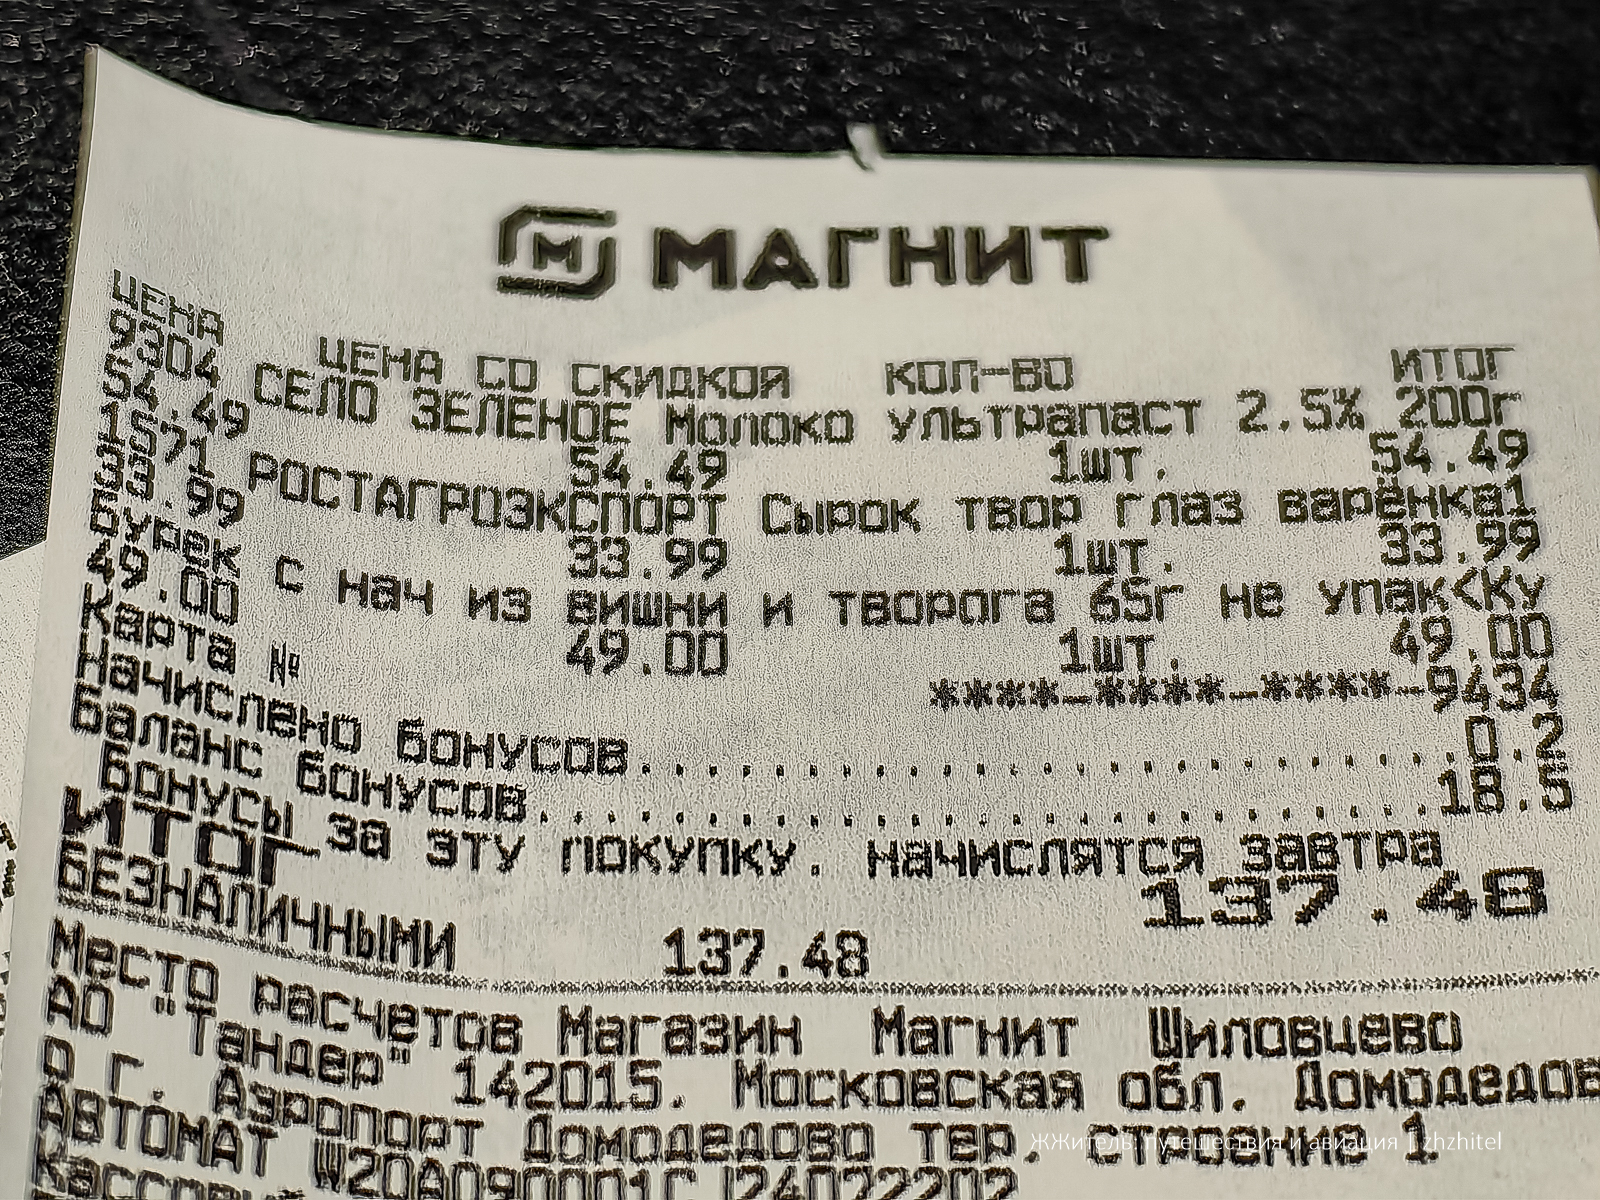 МАГНИТ
ЦЕНА ЦЕНА СО СКИДКОЙ КОЛ-ВО ИТОГ
9304 СЕЛО ЗЕЛЕНОЕ Молоко ультрапаст 2.5% 200г
54.49 54.49 1шт. 54.49
1571 РОСТАГРОЭКСПОРТ Сырок твор глаз варёнка1
33.99 33.99 1шт. 33.99
Бурек с нач из вишни и творога 65г не упак<Ку
49.00 49.00 1шт. 49.00
Карта № ****-****-****-9434
Начислено бонусов..............................0.2
Баланс бонусов................................18.5
Бонусы за эту покупку. начислятся завтра
ИТОГ 137.48
БЕЗНАЛИЧНЫМИ 137.48
Место расчетов Магазин Магнит Шиловцево
АО "Тандер" 142015. Московская обл. Домодедов
о г. Аэропорт Домодедово тер. строение 1
АВТОМАТ
ЖЖитель: путешествия и авиация | zhzhitel